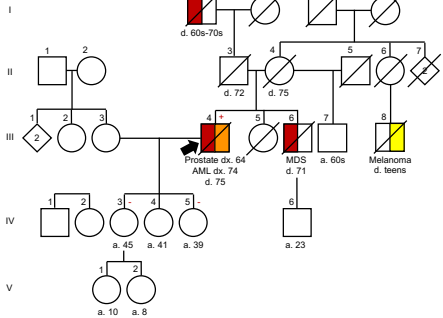 I
d. 60s-70s
1 2 3 4 5 6 7
II
2
d. 72 d. 75
1 2 3 4 + 5 6 7 8
III
2
Prostate dx. 64
AML dx. 74
d. 75
MDS
d. 71
a. 60s
Melanoma
d. teens
1 2 3 - 4 5 - 6
IV
a. 45 a. 41 a. 39 a. 23
1 2
V
a. 10 a. 8